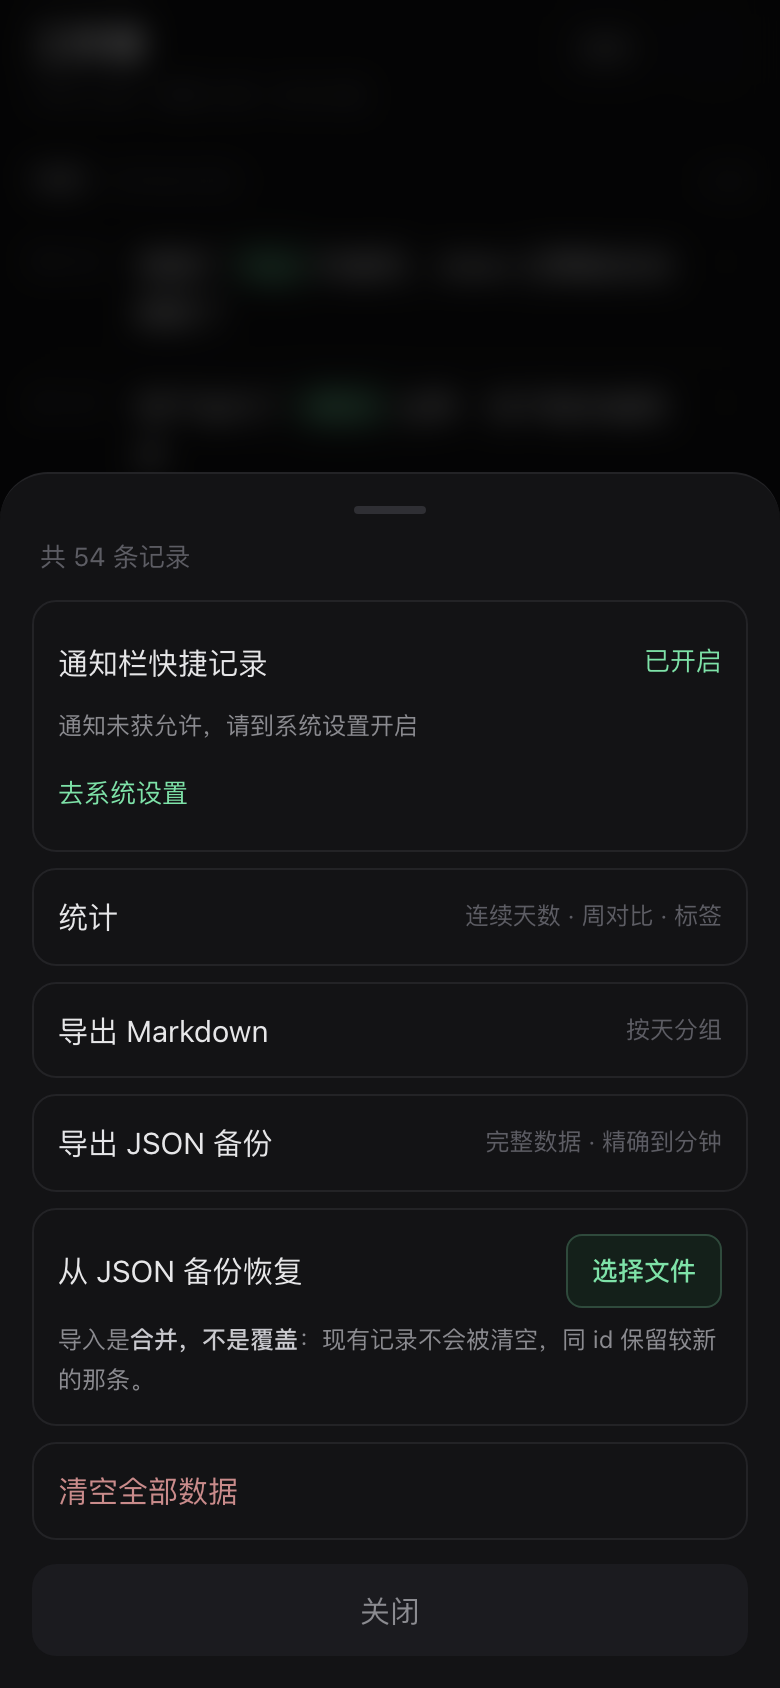 共 54 条记录
通知栏快捷记录
已开启
通知未获允许，请到系统设置开启
去系统设置
统计
连续天数 · 周对比 · 标签
导出 Markdown
按天分组
导出 JSON 备份
完整数据 · 精确到分钟
从 JSON 备份恢复
选择文件
导入是合并，不是覆盖：现有记录不会被清空，同 id 保留较新
的那条。
清空全部数据
关闭